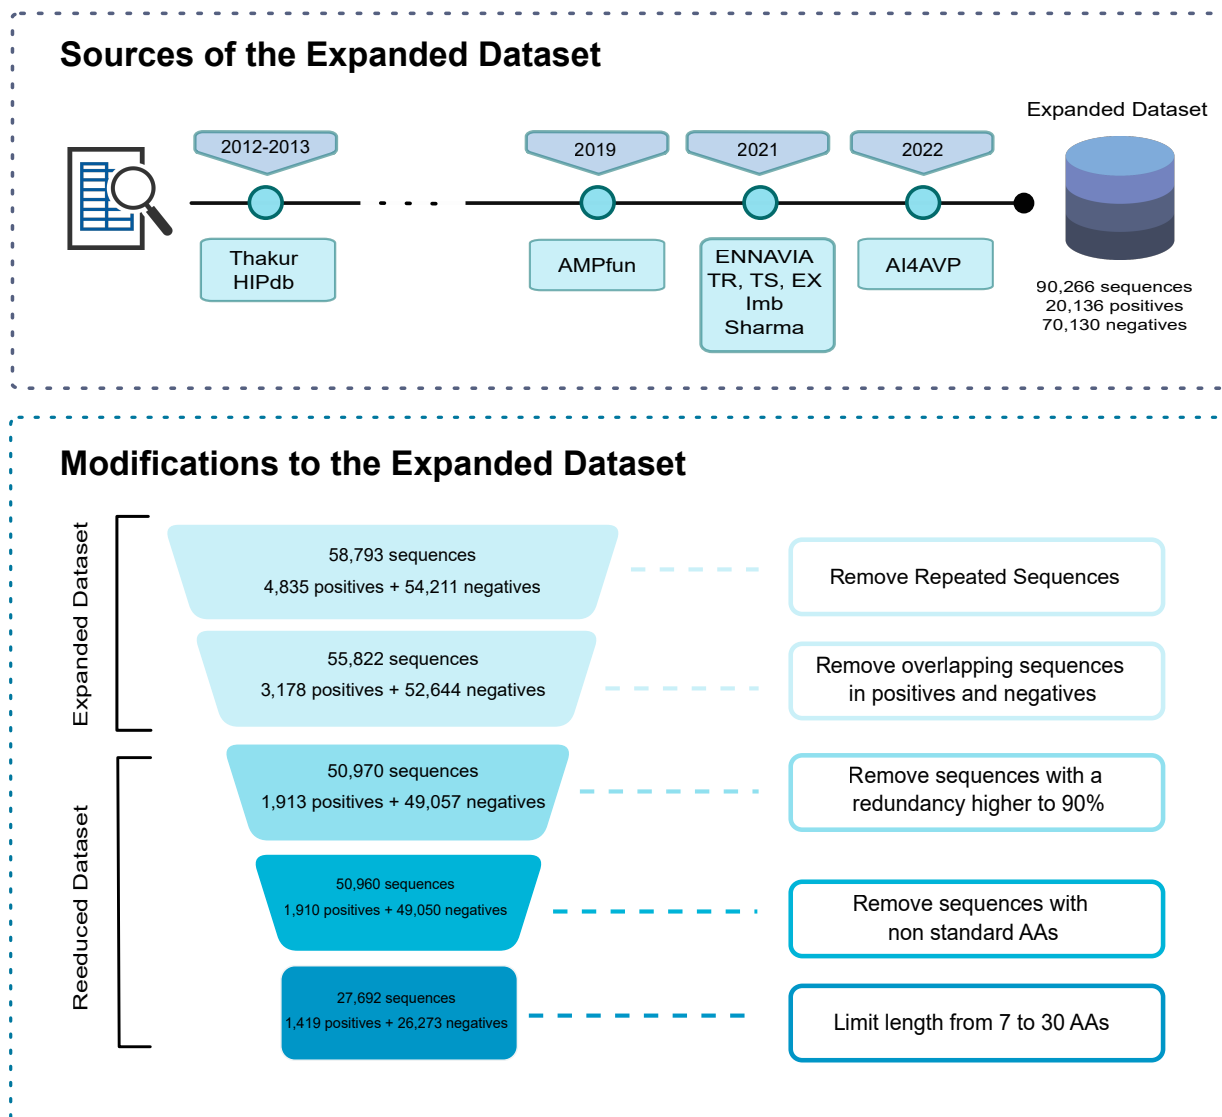 Sources of the Expanded Dataset
2012-2013
2019
2021
2022
Expanded Dataset
Thakur
HIPdb
AMPfun
ENNAVIA
TR, TS, EX
Imb
Sharma
AI4AVP
90,266 sequences
20,136 positives
70,130 negatives
Modifications to the Expanded Dataset
Expanded Dataset
58,793 sequences
4,835 positives + 54,211 negatives
Remove Repeated Sequences
55,822 sequences
3,178 positives + 52,644 negatives
Remove overlapping sequences
in positives and negatives
Reeduced Dataset
50,970 sequences
1,913 positives + 49,057 negatives
Remove sequences with a
redundancy higher to 90%
50,960 sequences
1,910 positives + 49,050 negatives
Remove sequences with
non standard AAs
27,692 sequences
1,419 positives + 26,273 negatives
Limit length from 7 to 30 AAs